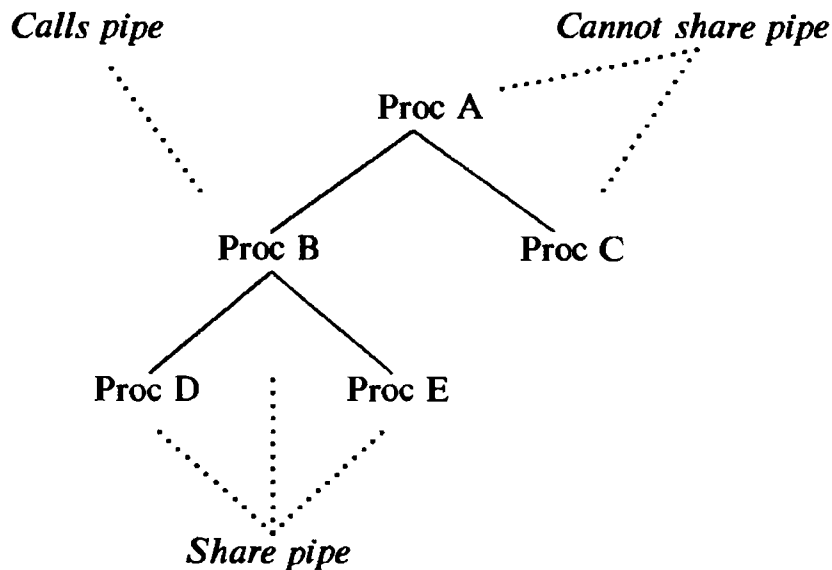 Calls pipe
Cannot share pipe
Proc A
Proc B
Proc C
Proc D
Proc E
Share pipe